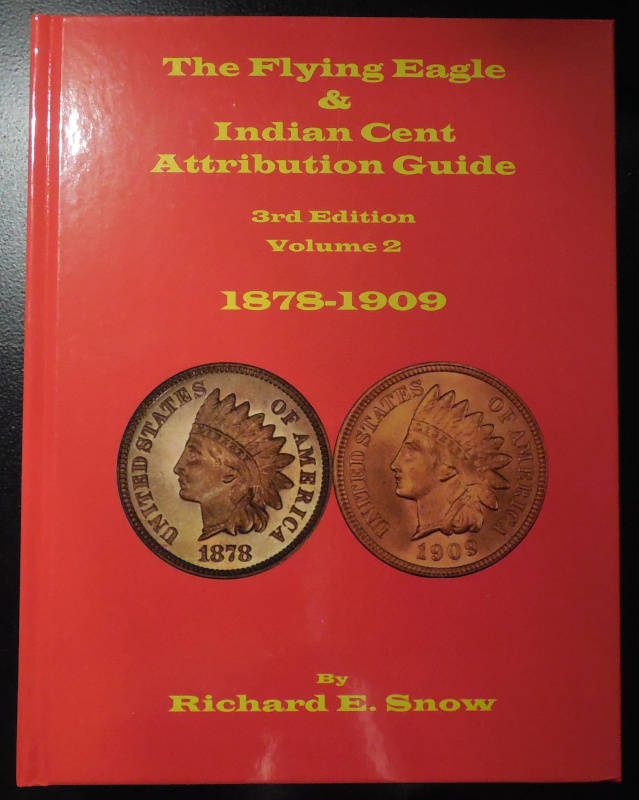 The Flying Eagle
&
Indian Cent
Attribution Guide
3rd Edition
Volume 2
1878-1909
UNITED STATES OF AMERICA
1878
UNITED STATES OF AMERICA
1909
By
Richard E. Snow